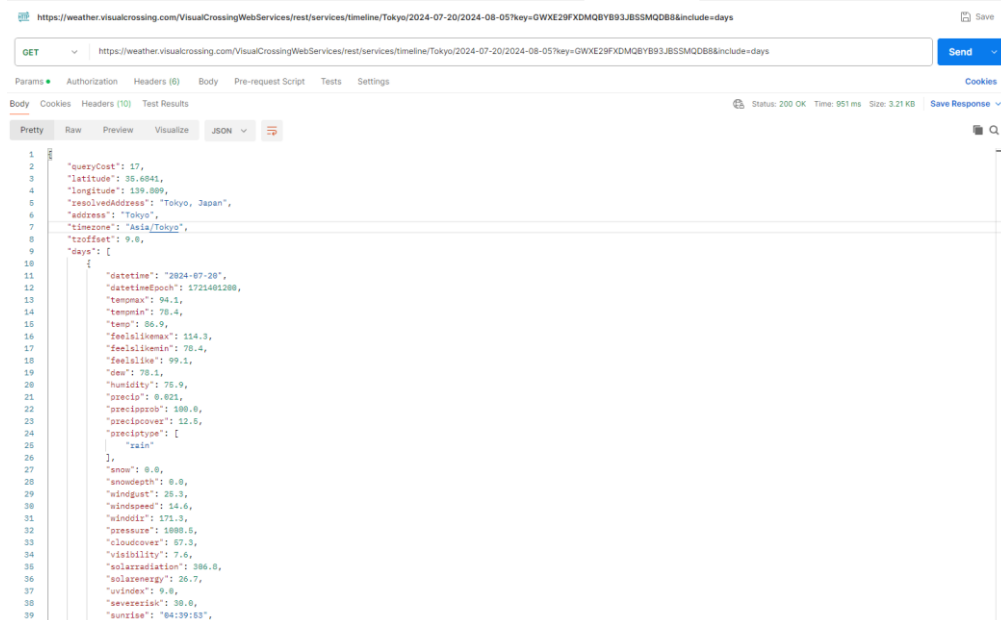 https://weather.visualcrossing.com/VisualCrossingWebServices/rest/services/timeline/Tokyo/2024-07-20/2024-08-05?key=GWXE29FXDMQBYB93JBSSMQDB8&include=days Save
GET https://weather.visualcrossing.com/VisualCrossingWebServices/rest/services/timeline/Tokyo/2024-07-20/2024-08-05?key=GWXE29FXDMQBYB93JBSSMQDB8&include=days Send
Params Authorization Headers (6) Body Pre-request Script Tests Settings Cookies
Body Cookies Headers (10) Test Results Status: 200 OK Time: 951 ms Size: 3.21 KB Save Response
Pretty Raw Preview Visualize JSON
1 {
2 "queryCost": 17,
3 "latitude": 35.6841,
4 "longitude": 139.809,
5 "resolvedAddress": "Tokyo, Japan",
6 "address": "Tokyo",
7 "timezone": "Asia/Tokyo",
8 "tzoffset": 9.0,
9 "days": [
10 {
11 "datetime": "2024-07-20",
12 "datetimeEpoch": 1721401200,
13 "tempmax": 94.1,
14 "tempmin": 78.4,
15 "temp": 86.9,
16 "feelslikemax": 114.3,
17 "feelslikemin": 78.4,
18 "feelslike": 99.1,
19 "dew": 78.1,
20 "humidity": 75.9,
21 "precip": 0.021,
22 "precipprob": 100.0,
23 "precipcover": 12.5,
24 "preciptype": [
25 "rain"
26 ],
27 "snow": 0.0,
28 "snowdepth": 0.0,
29 "windgust": 25.3,
30 "windspeed": 14.6,
31 "winddir": 171.3,
32 "pressure": 1008.5,
33 "cloudcover": 57.3,
34 "visibility": 7.6,
35 "solarradiation": 306.8,
36 "solarenergy": 26.7,
37 "uvindex": 9.0,
38 "severerisk": 30.0,
39 "sunrise": "04:39:53",